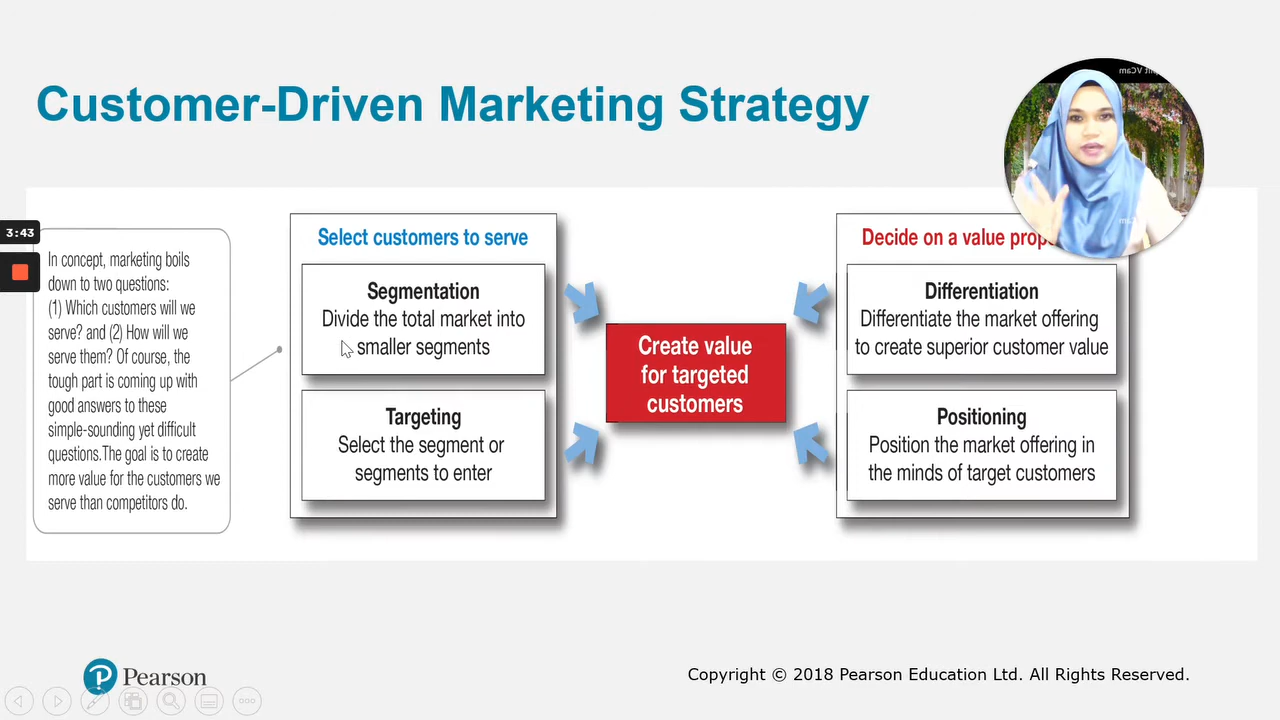 Customer-Driven Marketing Strategy
3:43
In concept, marketing boils
down to two questions:
(1) Which customers will we
serve? and (2) How will we
serve them? Of course, the
tough part is coming up with
good answers to these
simple-sounding yet difficult
questions.The goal is to create
more value for the customers we
serve than competitors do.
Select customers to serve
Segmentation
Divide the total market into
smaller segments
Targeting
Select the segment or
segments to enter
Create value
for targeted
customers
Decide on a value
Differentiation
Differentiate the market offering
to create superior customer value
Positioning
Position the market offering in
the minds of target customers
P Pearson
Copyright © 2018 Pearson Education Ltd. All Rights Reserved.